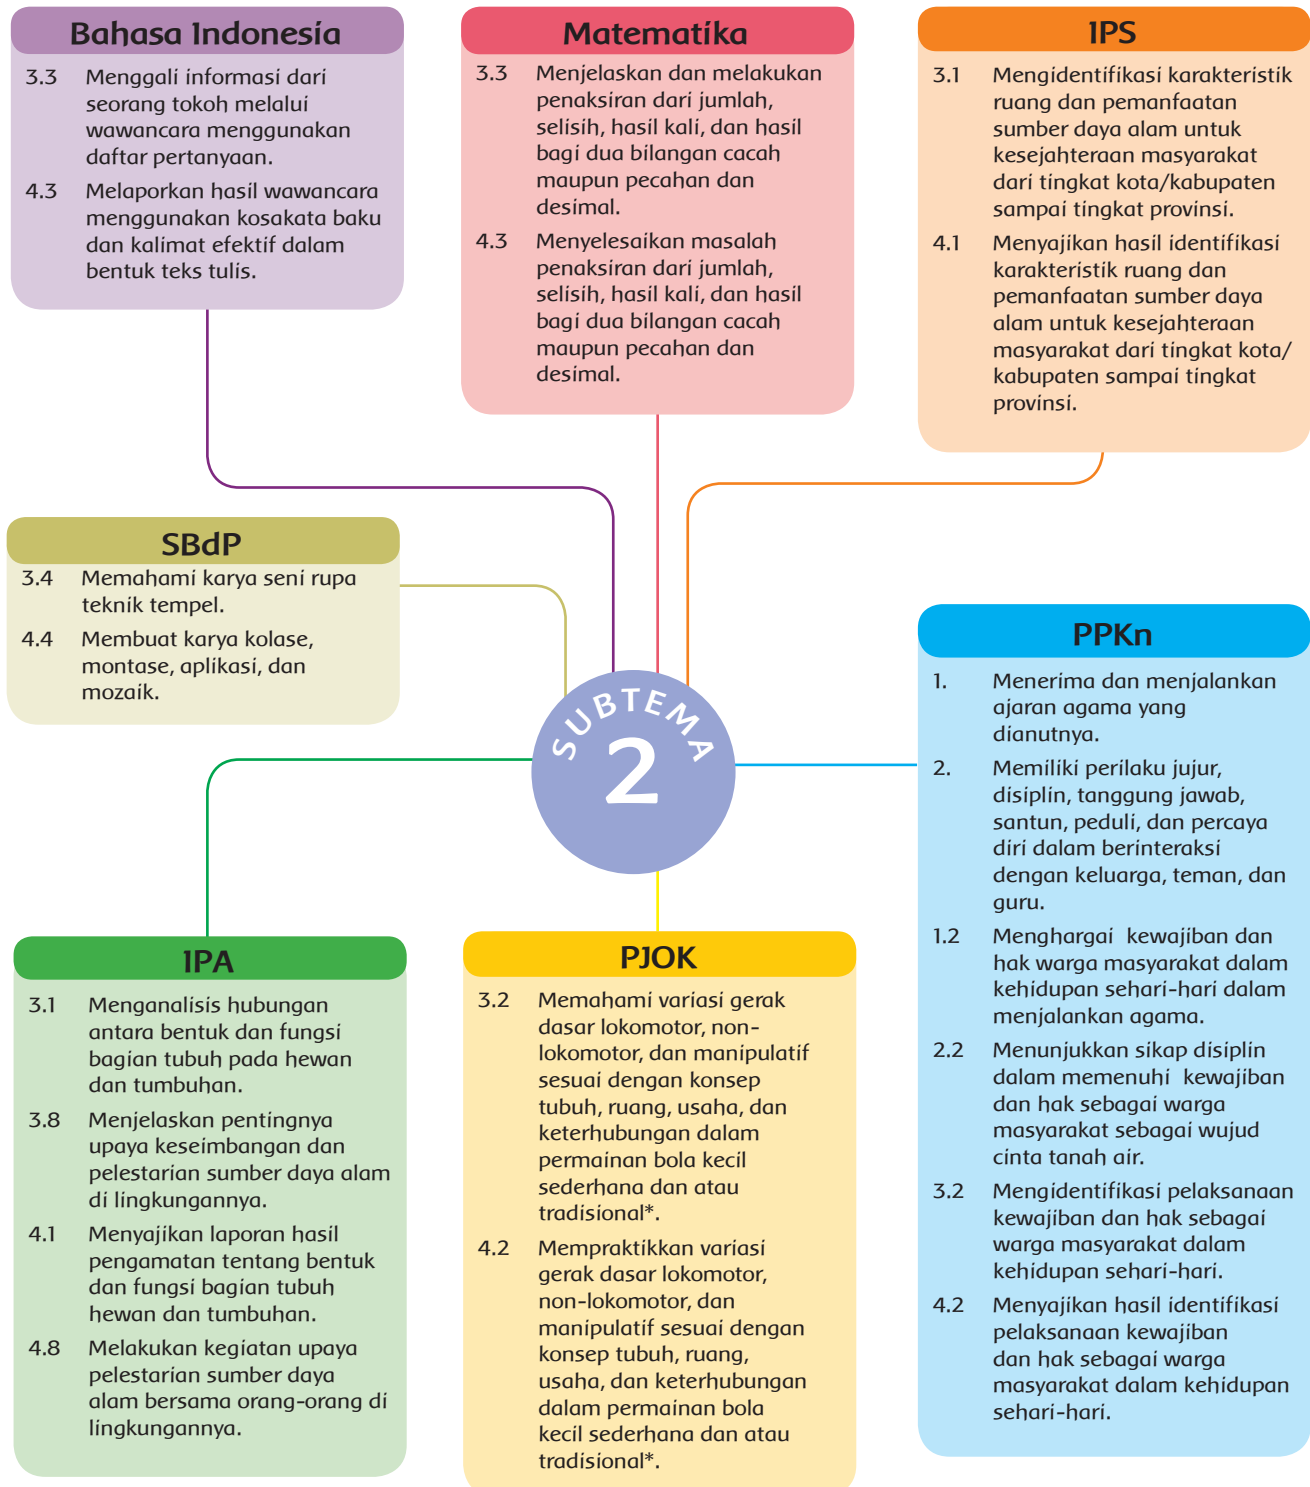 Bahasa Indonesia
3.3 Menggali informasi dari
seorang tokoh melalui
wawancara menggunakan
daftar pertanyaan.
4.3 Melaporkan hasil wawancara
menggunakan kosakata baku
dan kalimat efektif dalam
bentuk teks tulis.
Matematika
3.3 Menjelaskan dan melakukan
penaksiran dari jumlah,
selisih, hasil kali, dan hasil
bagi dua bilangan cacah
maupun pecahan dan
desimal.
4.3 Menyelesaikan masalah
penaksiran dari jumlah,
selisih, hasil kali, dan hasil
bagi dua bilangan cacah
maupun pecahan dan
desimal.
IPS
3.1 Mengidentifikasi karakteristik
ruang dan pemanfaatan
sumber daya alam untuk
kesejahteraan masyarakat
dari tingkat kota/kabupaten
sampai tingkat provinsi.
4.1 Menyajikan hasil identifikasi
karakteristik ruang dan
pemanfaatan sumber daya
alam untuk kesejahteraan
masyarakat dari tingkat kota/
kabupaten sampai tingkat
provinsi.
SBdP
3.4 Memahami karya seni rupa
teknik tempel.
4.4 Membuat karya kolase,
montase, aplikasi, dan
mozaik.
SUBTEMA
2
PPKn
1. Menerima dan menjalankan
ajaran agama yang
dianutnya.
2. Memiliki perilaku jujur,
disiplin, tanggung jawab,
santun, peduli, dan percaya
diri dalam berinteraksi
dengan keluarga, teman, dan
guru.
1.2 Menghargai kewajiban dan
hak warga masyarakat dalam
kehidupan sehari-hari dalam
menjalankan agama.
2.2 Menunjukkan sikap disiplin
dalam memenuhi kewajiban
dan hak sebagai warga
masyarakat sebagai wujud
cinta tanah air.
3.2 Mengidentifikasi pelaksanaan
kewajiban dan hak sebagai
warga masyarakat dalam
kehidupan sehari-hari.
4.2 Menyajikan hasil identifikasi
pelaksanaan kewajiban
dan hak sebagai warga
masyarakat dalam kehidupan
sehari-hari.
IPA
3.1 Menganalisis hubungan
antara bentuk dan fungsi
bagian tubuh pada hewan
dan tumbuhan.
3.8 Menjelaskan pentingnya
upaya keseimbangan dan
pelestarian sumber daya alam
di lingkungannya.
4.1 Menyajikan laporan hasil
pengamatan tentang bentuk
dan fungsi bagian tubuh
hewan dan tumbuhan.
4.8 Melakukan kegiatan upaya
pelestarian sumber daya
alam bersama orang-orang di
lingkungannya.
PJOK
3.2 Memahami variasi gerak
dasar lokomotor, non-
lokomotor, dan manipulatif
sesuai dengan konsep
tubuh, ruang, usaha, dan
keterhubungan dalam
permainan bola kecil
sederhana dan atau
tradisional*.
4.2 Mempraktikkan variasi
gerak dasar lokomotor,
non-lokomotor, dan
manipulatif sesuai dengan
konsep tubuh, ruang,
usaha, dan keterhubungan
dalam permainan bola
kecil sederhana dan atau
tradisional*.